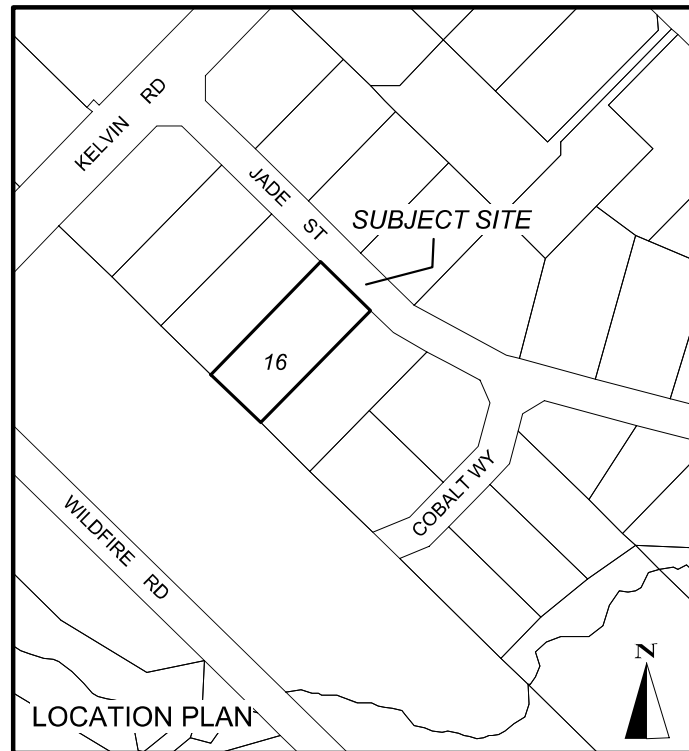 KELVIN RD
JADE ST
SUBJECT SITE
16
COBALT WY
WILDFIRE RD
N
LOCATION PLAN